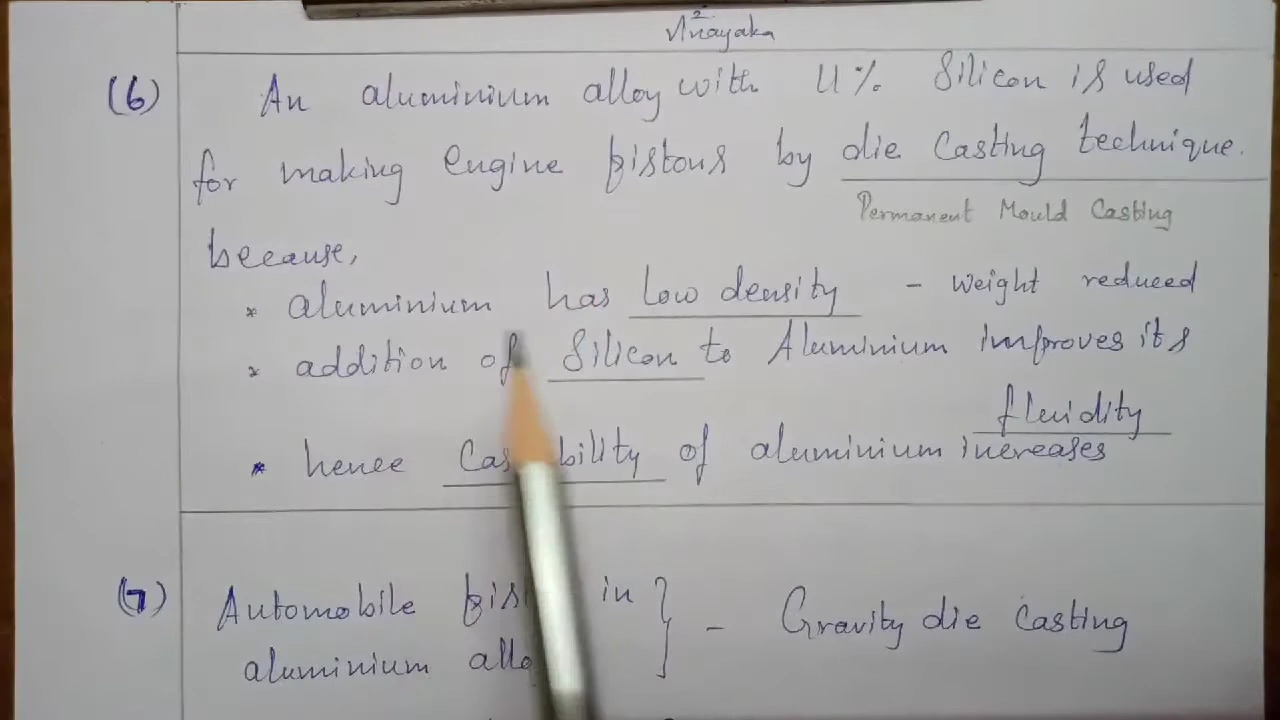 Vinayaka
(6) An aluminium alloy with 11% Silicon is used
for making engine pistons by die casting technique.
Permanent Mould Casting
because,
* aluminium has low density - weight reduced
* addition of Silicon to Aluminium improves its
fluidity
* hence Castability of aluminium increases
(7) Automobile in
aluminium } - Gravity die casting